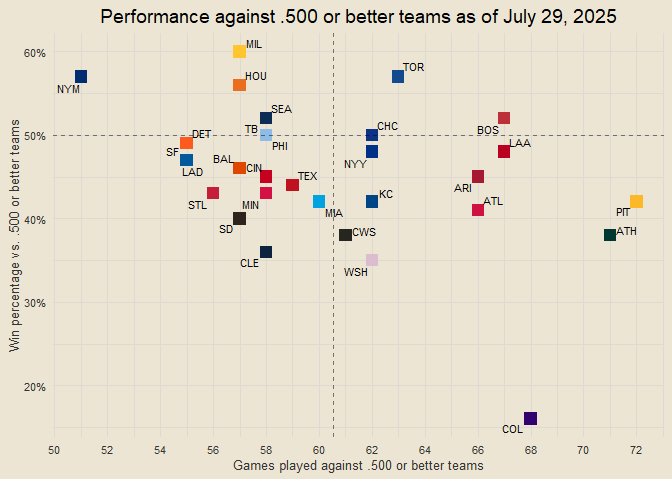 Performance against .500 or better teams as of July 29, 2025
Win percentage vs. .500 or better teams
60%
50%
40%
30%
20%
MIL
TOR
NYM
HOU
SEA
BOS
TB
CHC
PHI
DET
SF
LAD
NYY
LAA
BAL
CIN
TEX
ARI
STL
MIN
MIA
KC
ATL
PIT
SD
CWS
ATH
CLE
WSH
COL
50 52 54 56 58 60 62 64 66 68 70 72
Games played against .500 or better teams